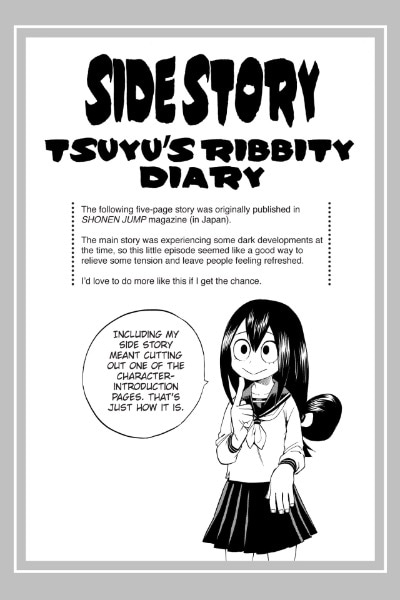 SIDE STORY
TSUYU'S RIBBITY
DIARY
The following five-page story was originally published in
SHONEN JUMP magazine (in Japan).
The main story was experiencing some dark developments at
the time, so this little episode seemed like a good way to
relieve some tension and leave people feeling refreshed.
I'd love to do more like this if I get the chance.
INCLUDING MY
SIDE STORY
MEANT CUTTING
OUT ONE OF THE
CHARACTER-
INTRODUCTION
PAGES. THAT'S
JUST HOW IT IS.